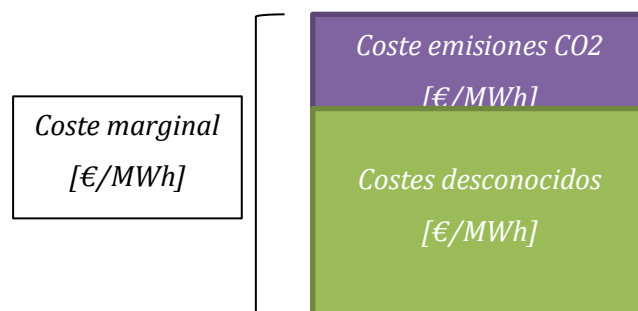 Coste marginal
[€/MWh]
Coste emisiones CO2
[€/MWh]
Costes desconocidos
[€/MWh]